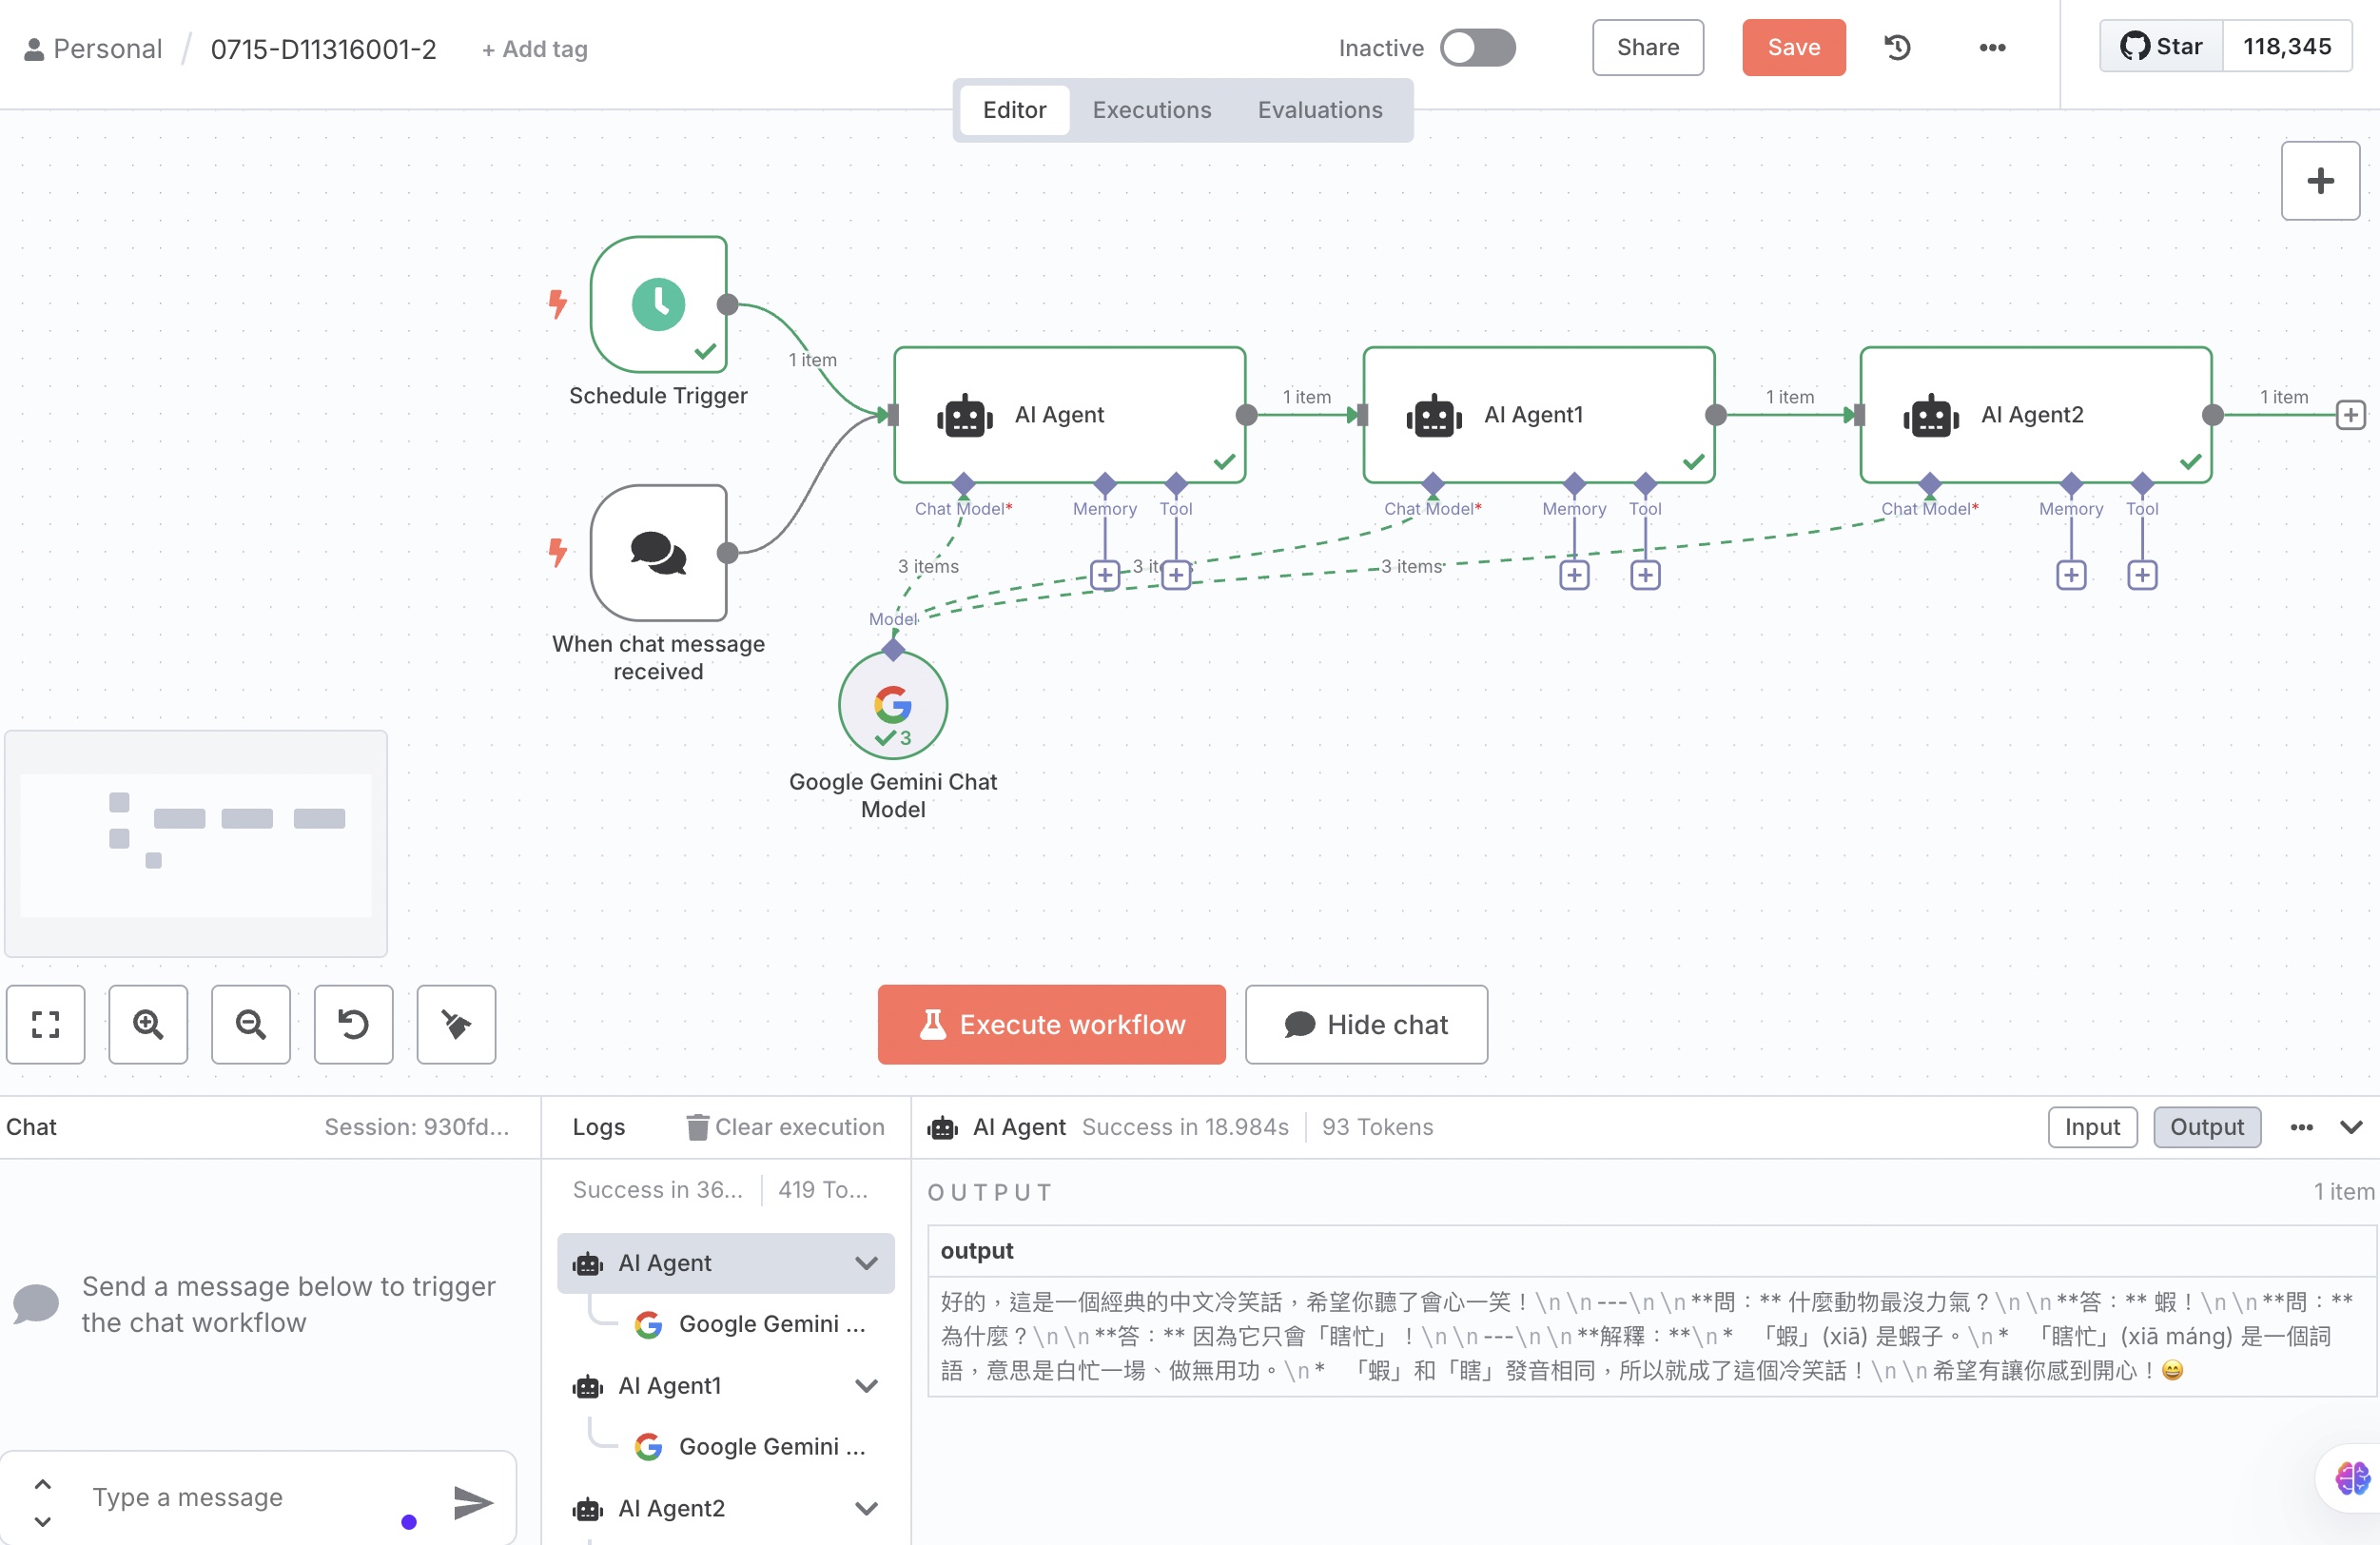 Personal / 0715-D11316001-2 + Add tag
Inactive Share Save ••• Star 118,345
Editor Executions Evaluations
1 item
Schedule Trigger
AI Agent
1 item
AI Agent1
1 item
AI Agent2
1 item
Chat Model* Memory Tool
Chat Model* Memory Tool
Chat Model* Memory Tool
3 items
3 items
Model
When chat message
received
3
Google Gemini Chat
Model
Execute workflow
Hide chat
Chat Session: 930fd...
Send a message below to trigger
the chat workflow
Type a message
Logs Clear execution
Success in 36... 419 To...
AI Agent
Google Gemini ...
AI Agent1
Google Gemini ...
AI Agent2
AI Agent Success in 18.984s 93 Tokens
Input Output •••
OUTPUT 1 item
output
好的，這是一個經典的中文冷笑話，希望你聽了會心一笑！\n\n---\n\n**問：** 什麼動物最沒力氣？\n\n**答：** 蝦！\n\n**問：**
為什麼？\n\n**答：** 因為它只會「瞎忙」！\n\n---\n\n**解釋：**\n* 「蝦」(xiā) 是蝦子。\n* 「瞎忙」(xiā máng) 是一個詞
語，意思是白忙一場、做無用功。\n* 「蝦」和「瞎」發音相同，所以就成了這個冷笑話！\n\n希望有讓你感到開心！😄